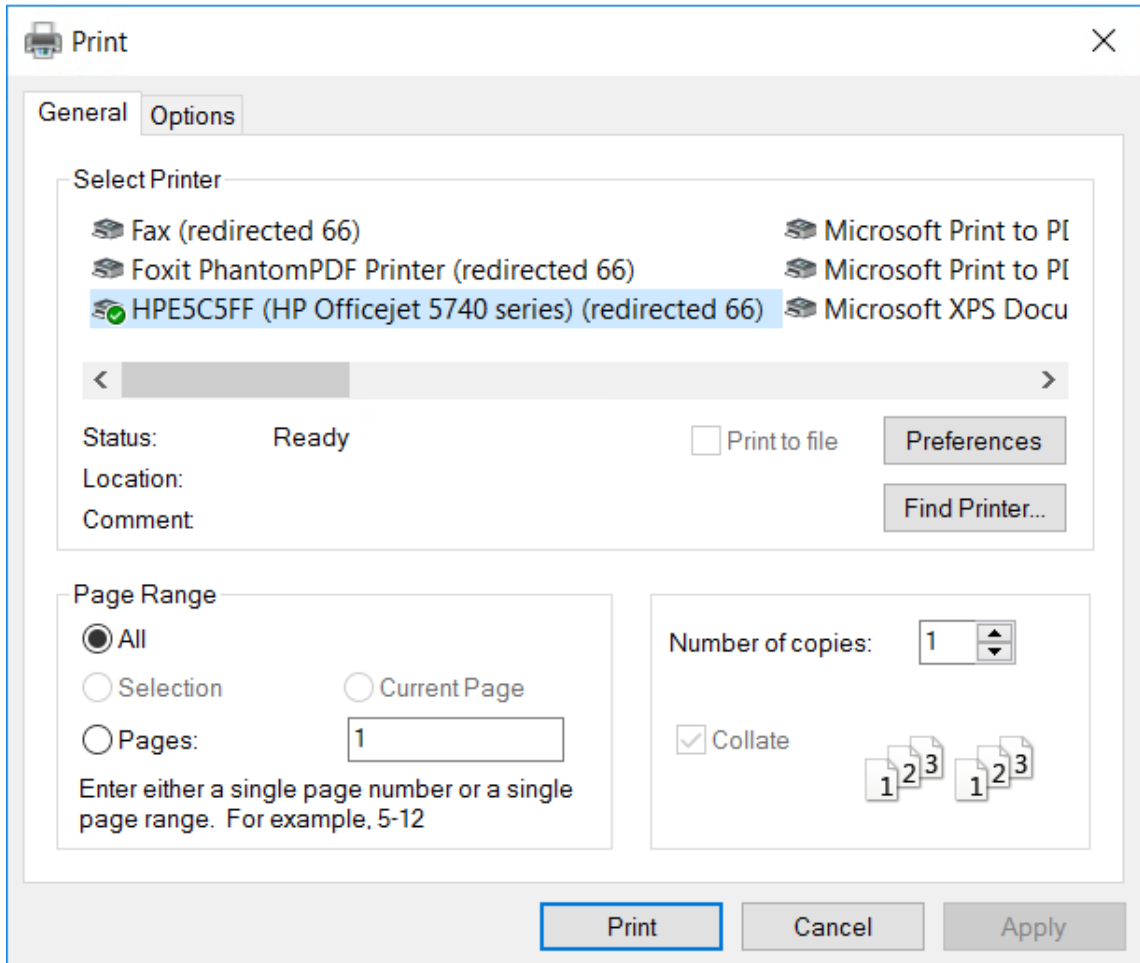 Print
General Options
Select Printer
Fax (redirected 66) Microsoft Print to
Foxit PhantomPDF Printer (redirected 66) Microsoft Print to
HPE5C5FF (HP Officejet 5740 series) (redirected 66) Microsoft XPS Docu
Status: Ready Print to file Preferences
Location:
Comment: Find Printer...
Page Range
All Number of copies: 1
Selection Current Page
Pages: 1 Collate 1 2 3 1 2 3
Enter either a single page number or a single
page range. For example, 5-12
Print Cancel Apply